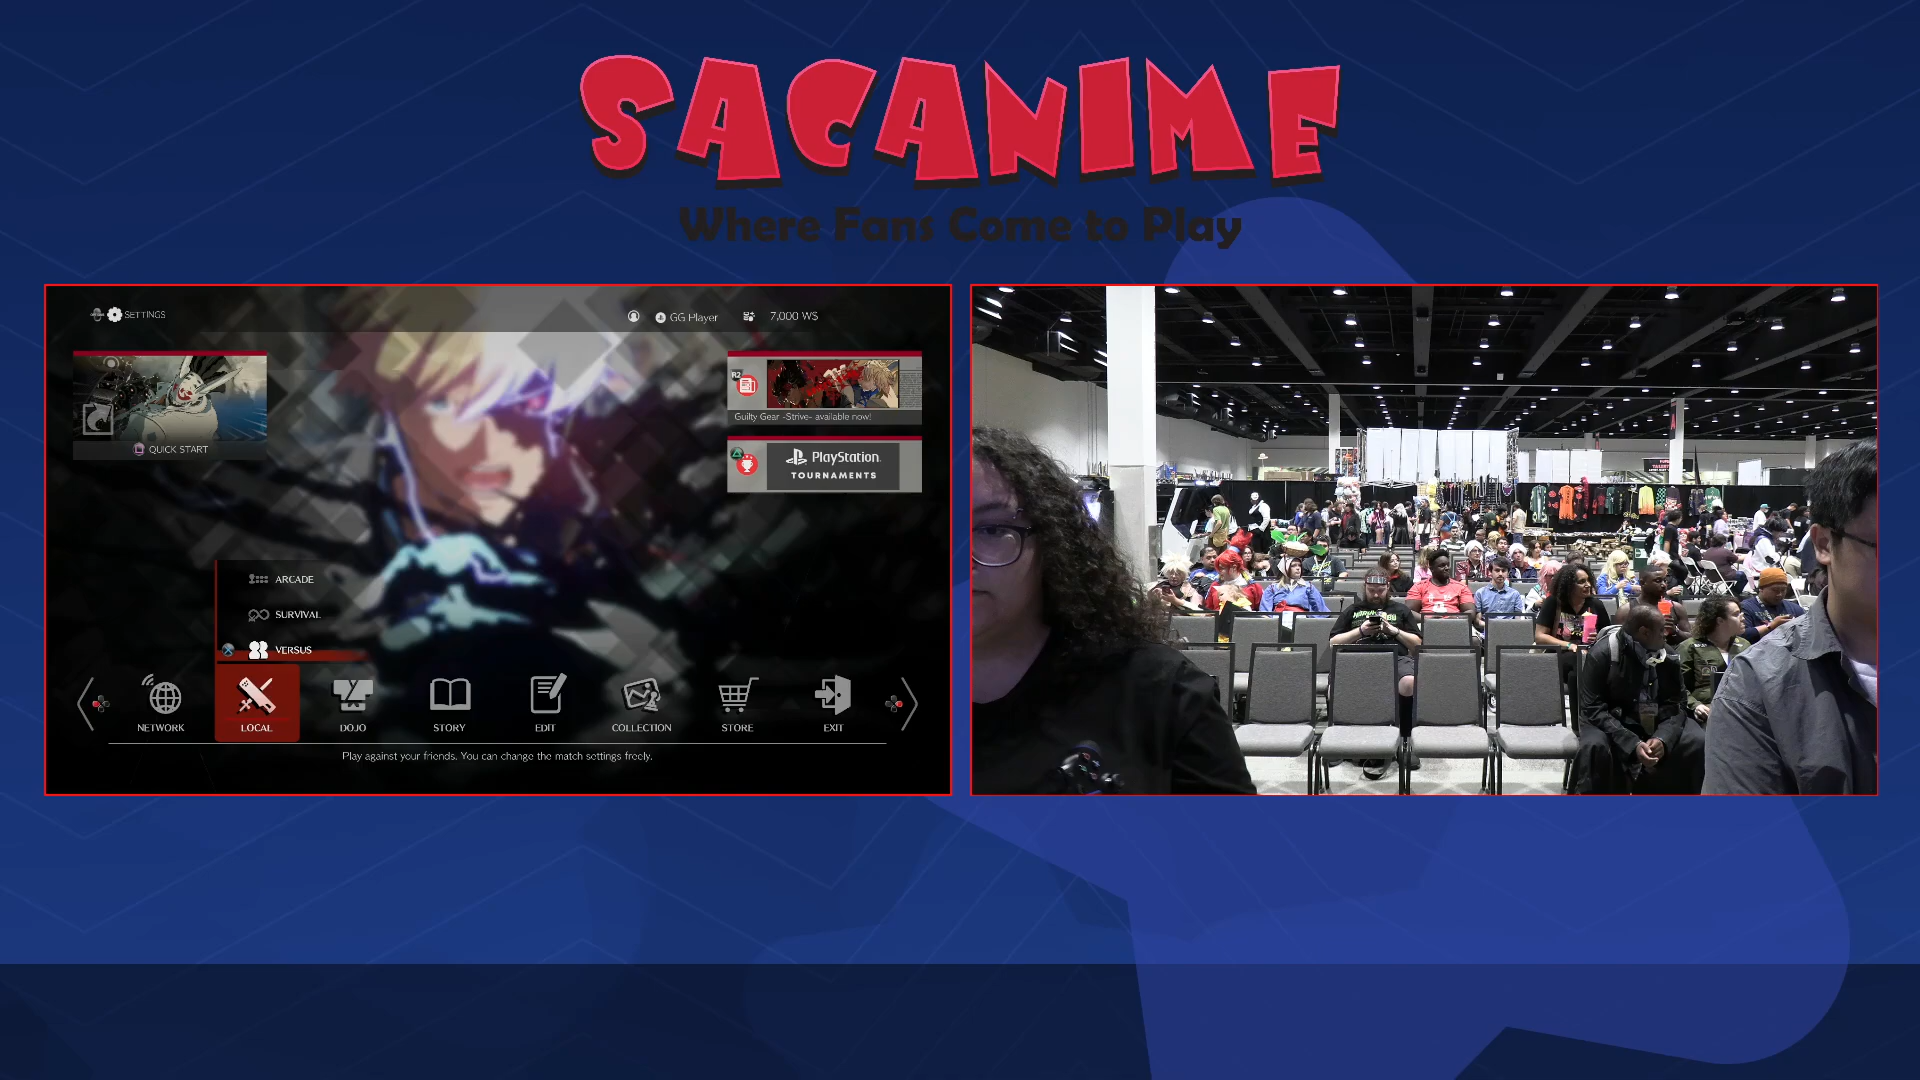 SACANIME
Where Fans Come to Play
SETTINGS
GG Player
7,000 W$
QUICK START
R2
Guilty Gear -Strive- available now!
PlayStation
TOURNAMENTS
ARCADE
SURVIVAL
VERSUS
NETWORK
LOCAL
DOJO
STORY
EDIT
COLLECTION
STORE
EXIT
Play against your friends. You can change the match settings freely.